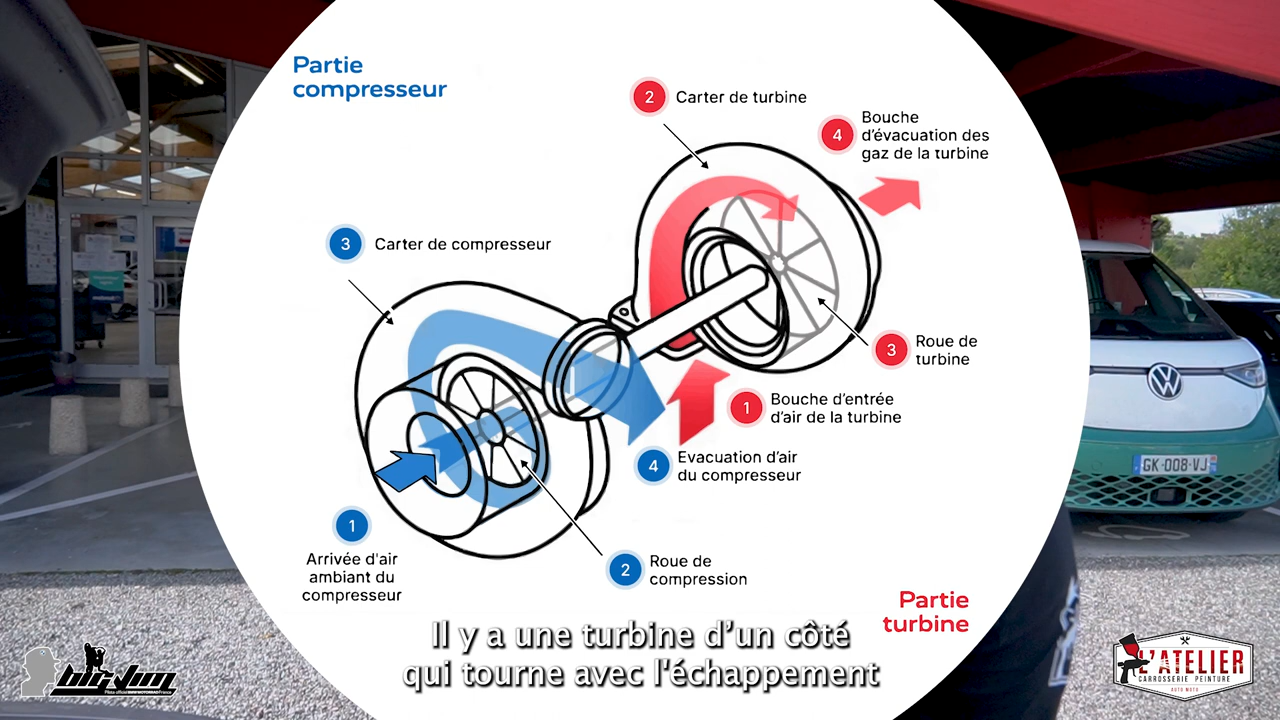 Partie
compresseur
2 Carter de turbine
4 Bouche
d'évacuation des
gaz de la turbine
3 Carter de compresseur
3 Roue de
turbine
1 Bouche d'entrée
d'air de la turbine
4 Evacuation d'air
du compresseur
1
Arrivée d'air
ambiant du
compresseur
2 Roue de
compression
Partie
turbine
Il y a une turbine d'un côté
qui tourne avec l'échappement
GK-008-VJ
L'ATELIER
CARROSSERIE PEINTURE
AUTO MOTO